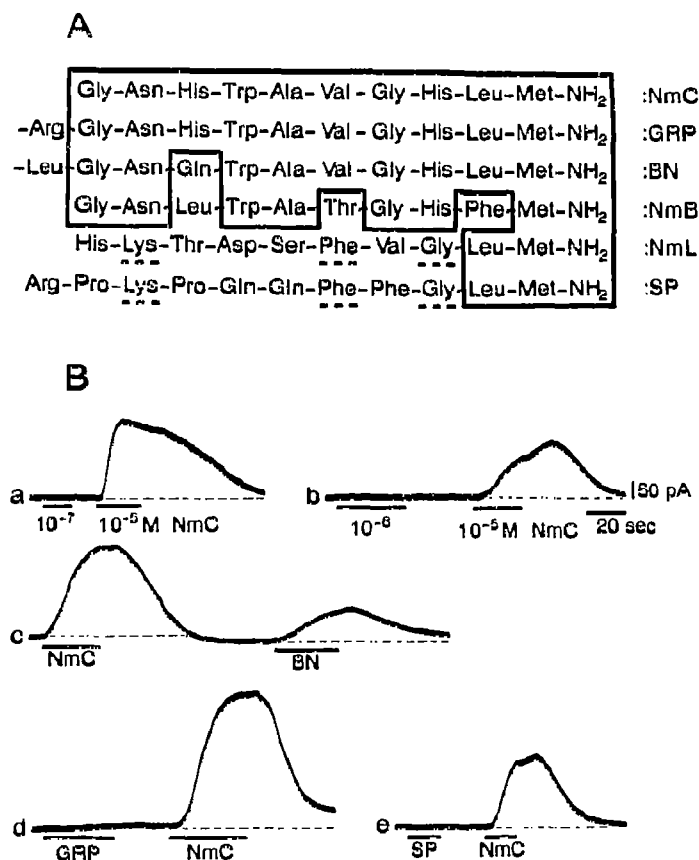 A
Gly-Asn-His-Trp-Ala-Val-Gly-His-Leu-Met-NH2 :NmC
-Arg-Gly-Asn-His-Trp-Ala-Val-Gly-His-Leu-Met-NH2 :GRP
-Leu-Gly-Asn-Gln-Trp-Ala-Val-Gly-His-Leu-Met-NH2 :BN
Gly-Asn-Leu-Trp-Ala-Thr-Gly-His-Phe-Met-NH2 :NmB
His-Lys-Thr-Asp-Ser-Phe-Val-Gly-Leu-Met-NH2 :NmL
Arg-Pro-Lys-Pro-Gln-Gln-Phe-Phe-Gly-Leu-Met-NH2 :SP
B
a b 50 pA
10-7 10-5 M NmC 10-6 10-5 M NmC 20 sec
c
NmC BN
d e
GRP NmC SP NmC